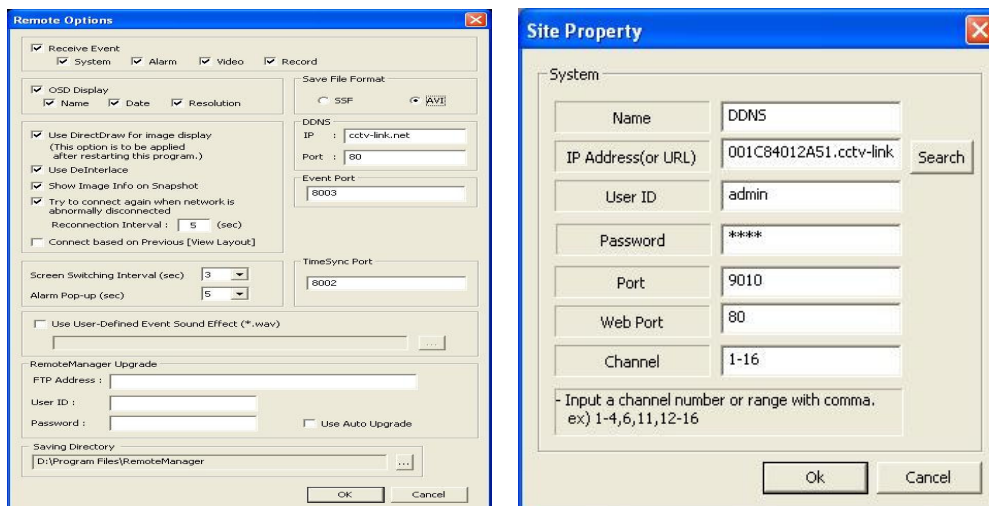 Remote Options
Receive Event
System Alarm Video Record
OSD Display
Name Date Resolution
Save File Format
SSF AVI
Use DirectDraw for image display
(This option is to be applied
after restarting this program.)
Use DeInterlace
Show Image Info on Snapshot
Try to connect again when network is
abnormally disconnected
Reconnection Interval : 5 (sec)
Connect based on Previous [View Layout]
DDNS
IP : cctv-link.net
Port : 80
Event Port
8003
Screen Switching Interval (sec) 3
Alarm Pop-up (sec) 5
TimeSync Port
8002
Use User-Defined Event Sound Effect (*.wav)
...
RemoteManager Upgrade
FTP Address :
User ID :
Password :
Use Auto Upgrade
Saving Directory
D:\Program Files\RemoteManager ...
OK Cancel
Site Property
System
Name DDNS
IP Address(or URL) 001C84012A51.cctv-link Search
User ID admin
Password ****
Port 9010
Web Port 80
Channel 1-16
- Input a channel number or range with comma.
ex) 1-4,6,11,12-16
Ok Cancel